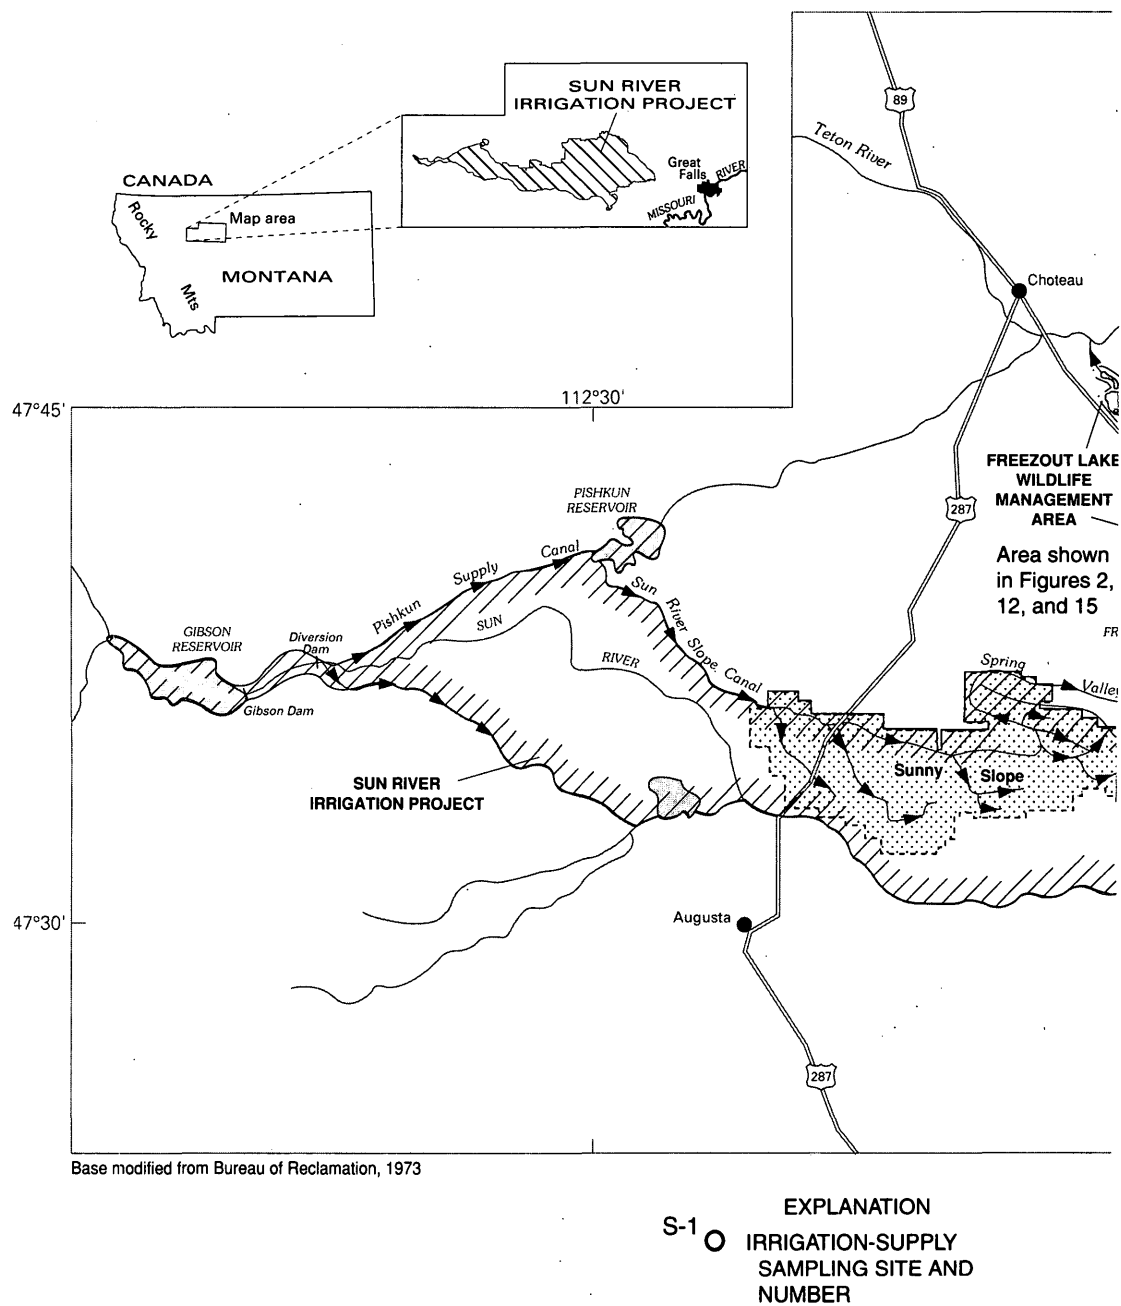 89
Teton River
SUN RIVER
IRRIGATION PROJECT
Great
Falls
RIVER
MISSOURI
CANADA
Rocky
Map area
MONTANA
Mts
Choteau
112°30'
47°45'
FREEZOUT LAKE
WILDLIFE
MANAGEMENT
AREA
PISHKUN
RESERVOIR
287
Area shown
in Figures 2,
12, and 15
FR
Pishkun Supply Canal
Sun River Slope Canal
SUN
RIVER
GIBSON
RESERVOIR
Diversion
Dam
Gibson Dam
Spring
Valley
Sunny Slope
SUN RIVER
IRRIGATION PROJECT
47°30'
Augusta
287
Base modified from Bureau of Reclamation, 1973
EXPLANATION
S-1
IRRIGATION-SUPPLY
SAMPLING SITE AND
NUMBER